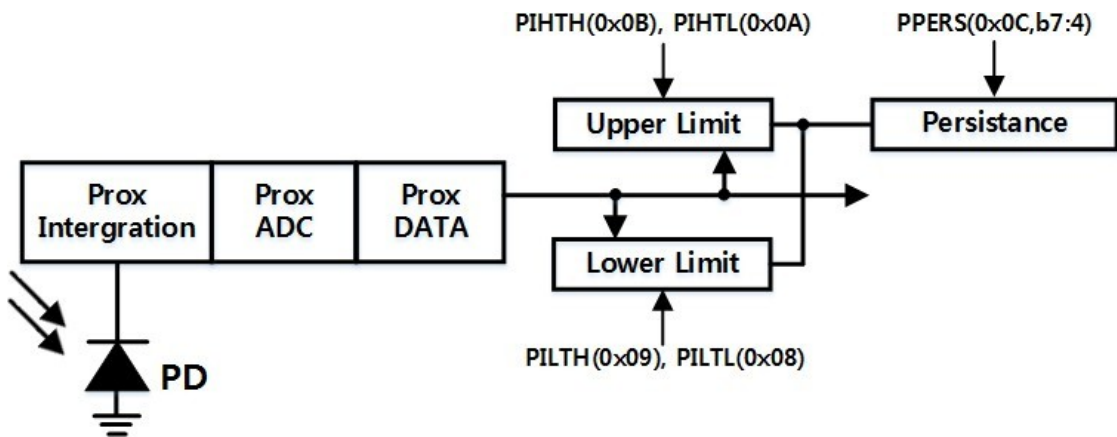 PIHTH(0x0B), PIHTL(0x0A)
PPERS(0x0C,b7:4)
Upper Limit
Persistance
Prox
Intergration
Prox
ADC
Prox
DATA
Lower Limit
PILTH(0x09), PILTL(0x08)
PD